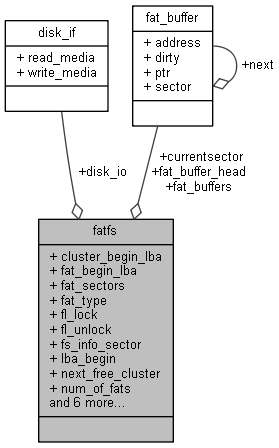 disk_if
+ read_media
+ write_media
fat_buffer
+ address
+ dirty
+ ptr
+ sector
+next
+disk_io
+currentsector
+fat_buffer_head
+fat_buffers
fatfs
+ cluster_begin_lba
+ fat_begin_lba
+ fat_sectors
+ fat_type
+ fl_lock
+ fl_unlock
+ fs_info_sector
+ lba_begin
+ next_free_cluster
+ num_of_fats
and 6 more...